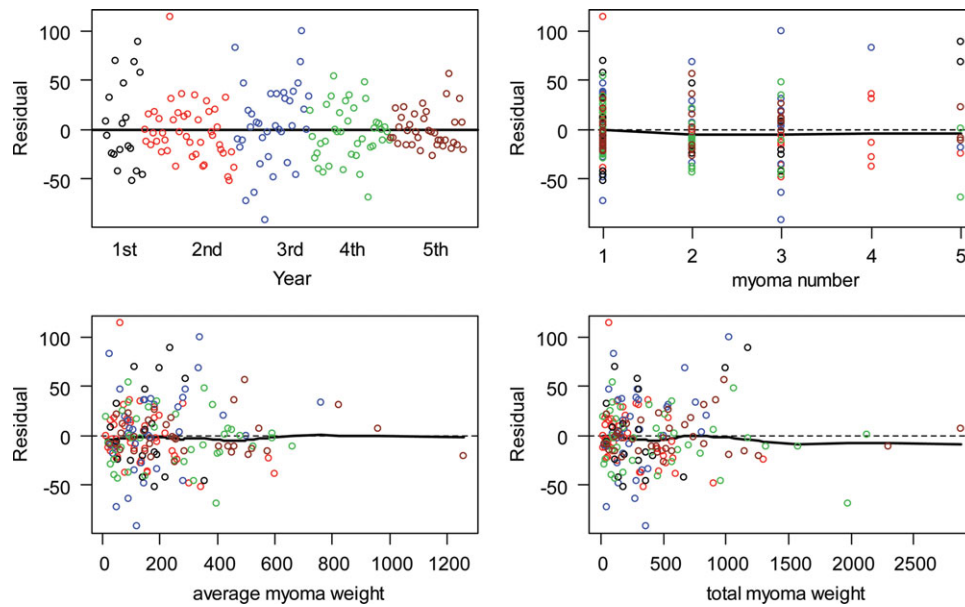 Residual
100
50
0
-50
1st 2nd 3rd 4th 5th
Year
Residual
100
50
0
-50
1 2 3 4 5
myoma number
Residual
100
50
0
-50
0 200 400 600 800 1000 1200
average myoma weight
Residual
100
50
0
-50
0 500 1000 1500 2000 2500
total myoma weight